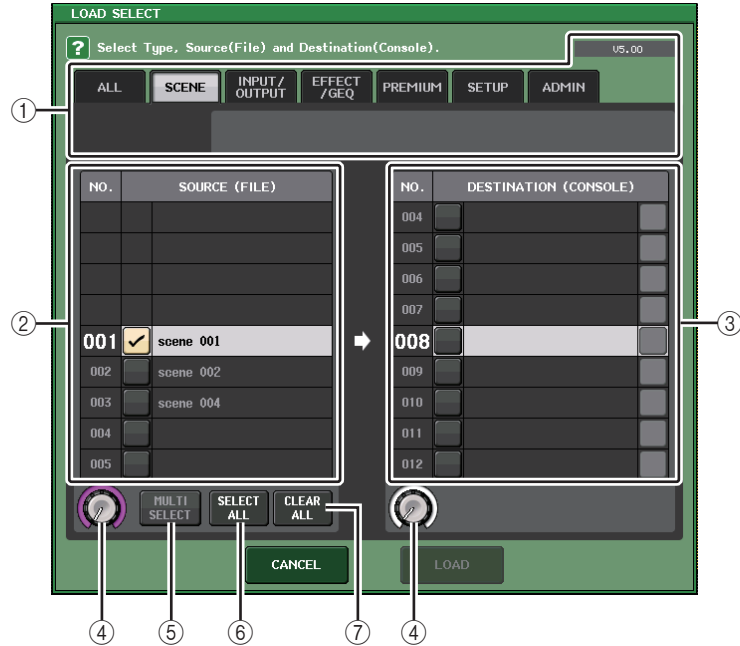 LOAD SELECT
? Select Type, Source(File) and Destination(Console).
V5.00
ALL SCENE INPUT/ EFFECT PREMIUM SETUP ADMIN
OUTPUT /GEQ
①
NO. SOURCE (FILE) NO. DESTINATION (CONSOLE)
004
005
006
007
② 001 scene 001 008 ③
002 scene 002 009
003 scene 004 010
004 011
005 012
MULTI SELECT CLEAR
SELECT ALL ALL
CANCEL LOAD
④ ⑤ ⑥ ⑦ ④